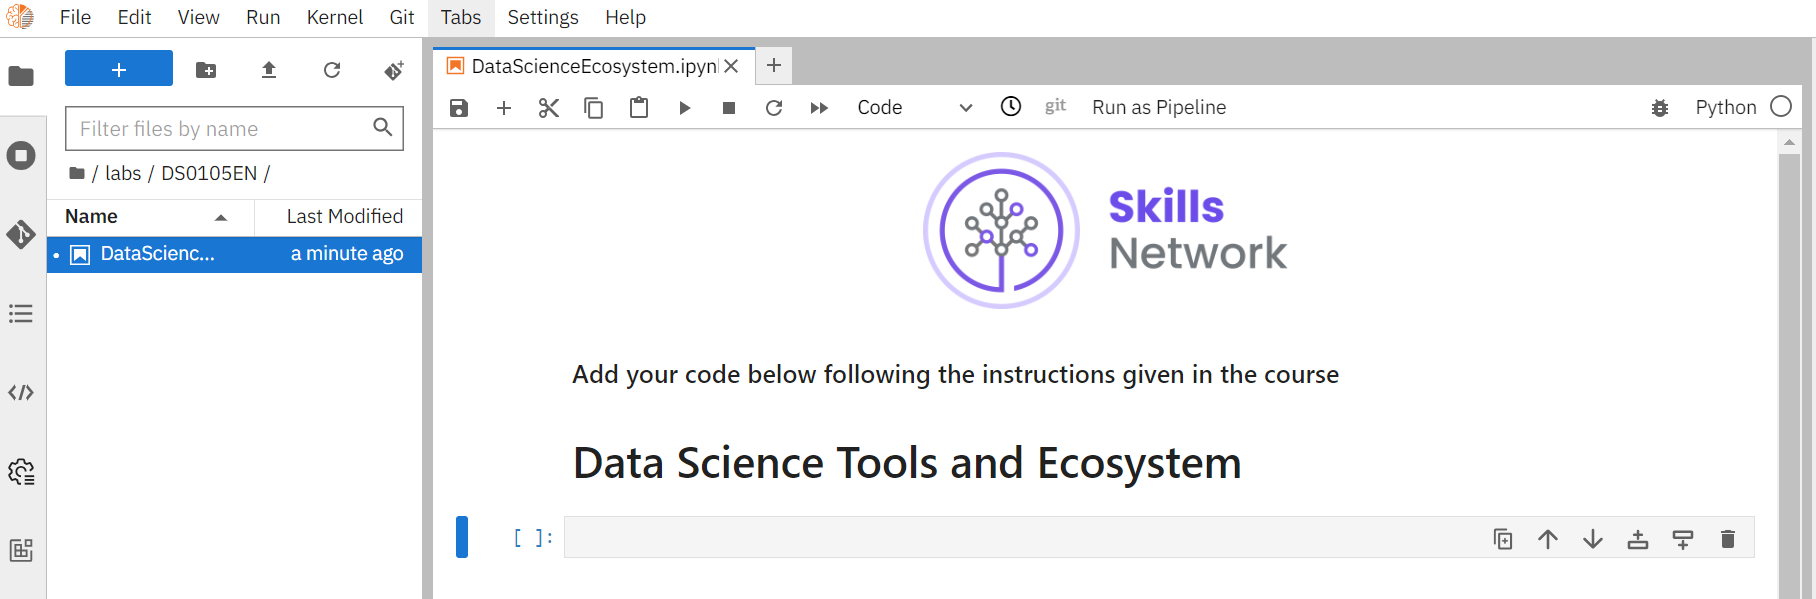 File Edit View Run Kernel Git Tabs Settings Help
DataScienceEcosystem.ipyn
Code git Run as Pipeline Python
Filter files by name
/ labs / DS0105EN /
Name Last Modified
DataScienc... a minute ago
Skills
Network
Add your code below following the instructions given in the course
Data Science Tools and Ecosystem
[ ]: